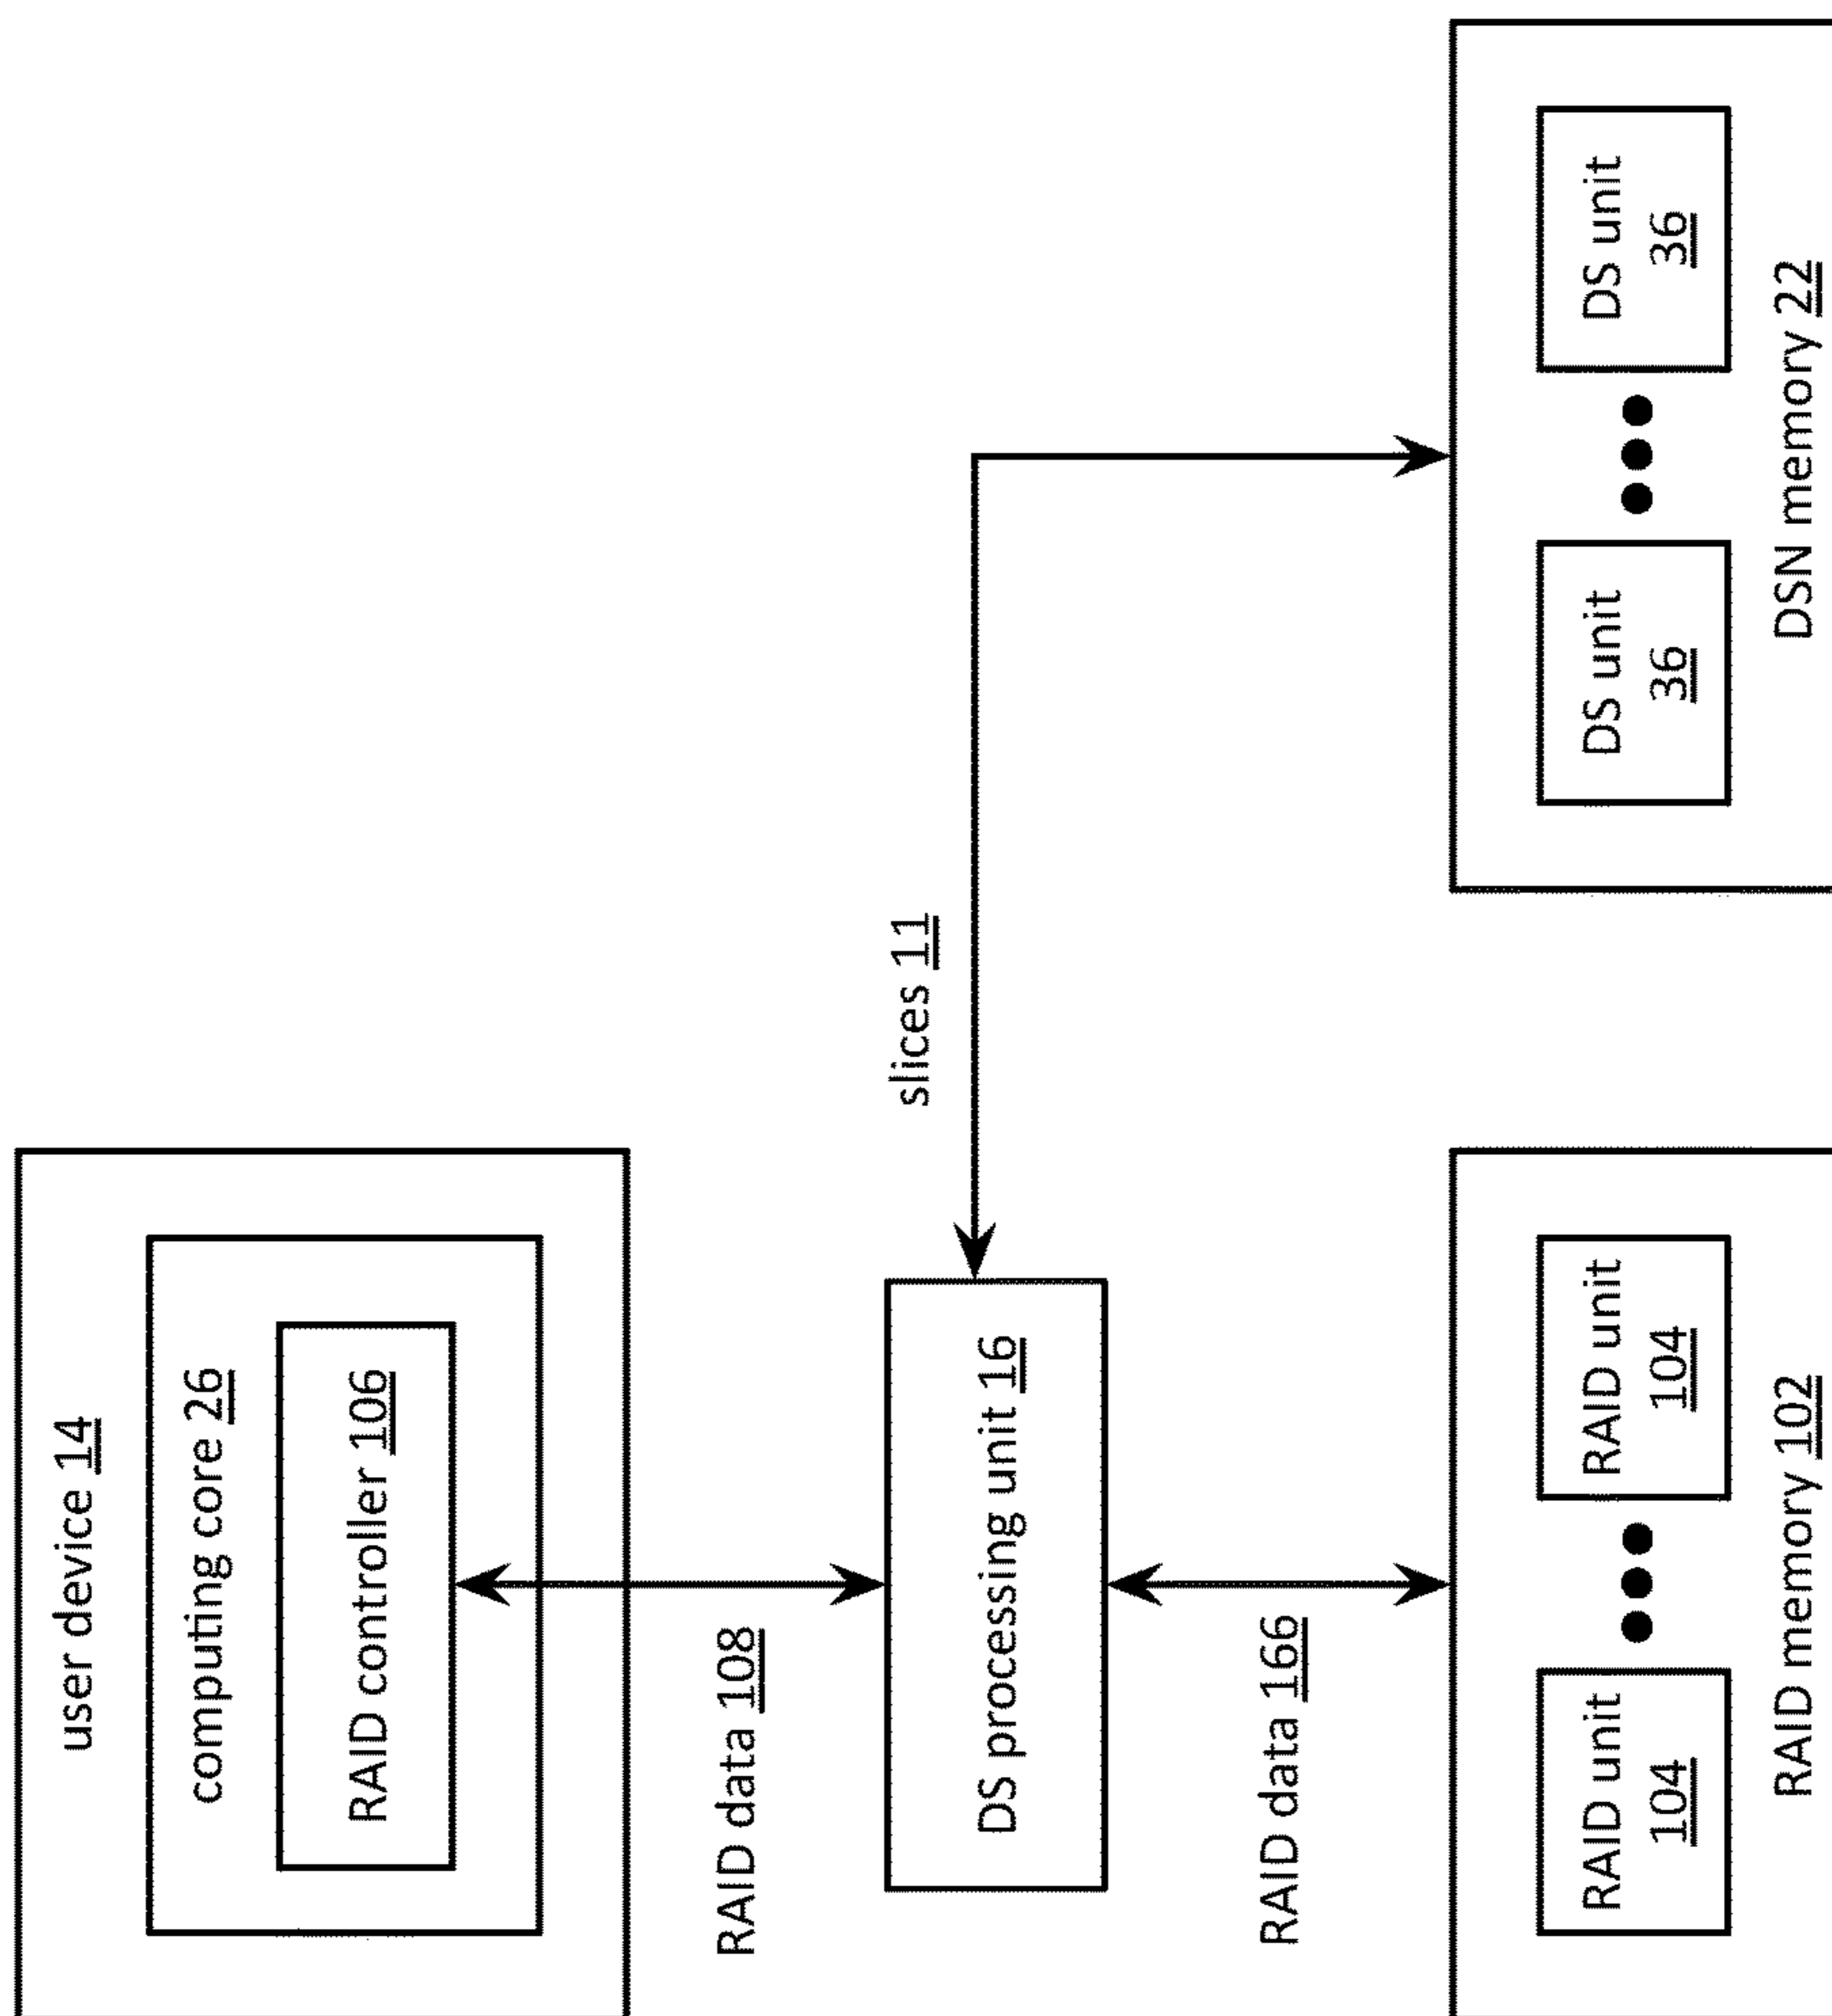 user device 14
computing core 26
RAID controller 106
RAID data 108
slices 11
DS processing unit 16
RAID data 166
RAID unit
104
RAID unit
104
RAID memory 102
DS unit
36
DS unit
36
DSN memory 22